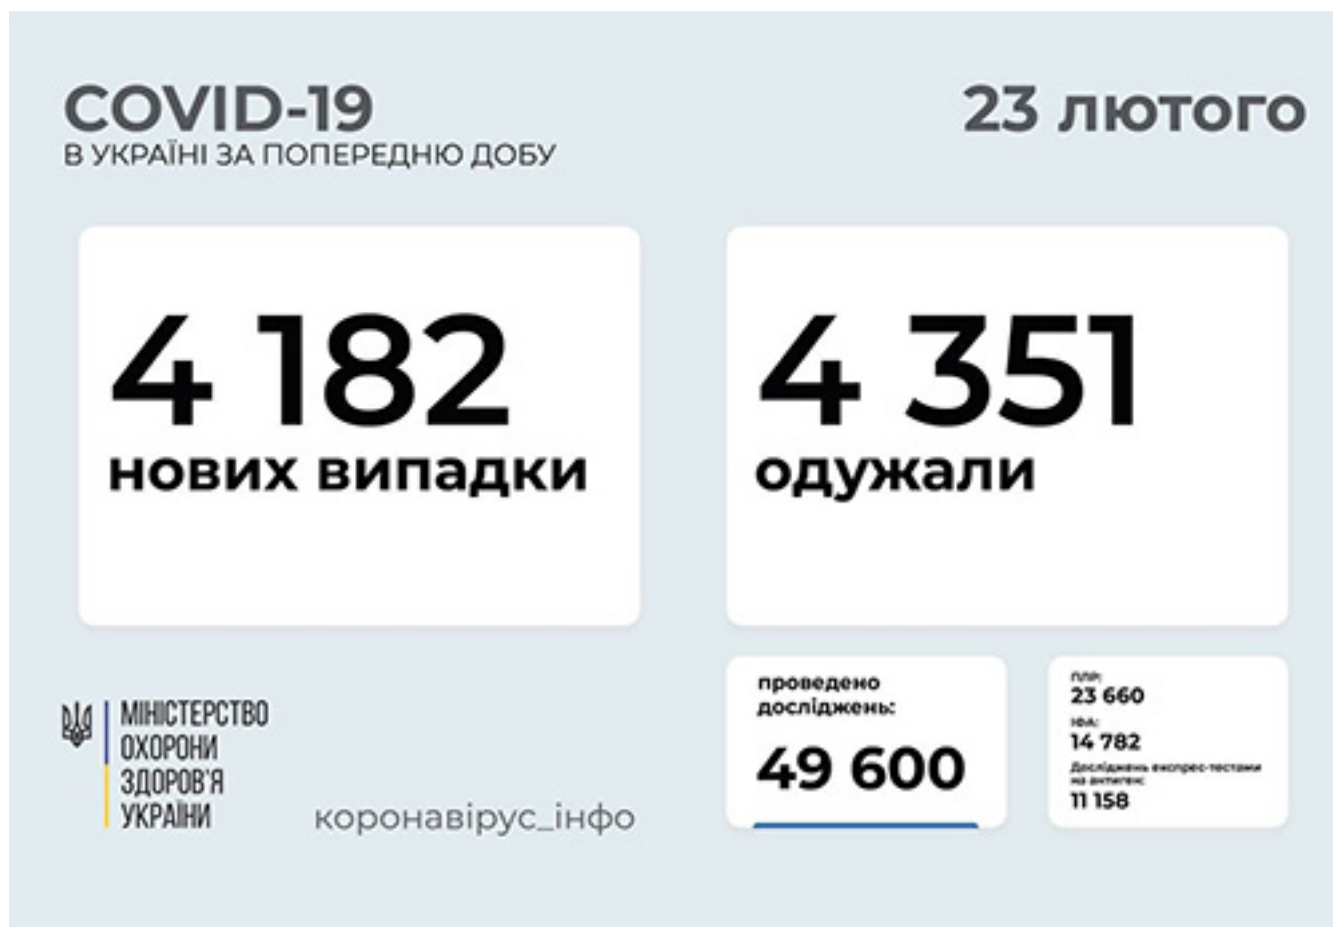 COVID-19
В УКРАЇНІ ЗА ПОПЕРЕДНЮ ДОБУ
23 лютого
4 182
нових випадки
4 351
одужали
МІНІСТЕРСТВО
ОХОРОНИ
ЗДОРОВ'Я
УКРАЇНИ
коронавірус_інфо
проведено
досліджень:
49 600
ПЛР:
23 660
ІФА:
14 782
Досліджень експрес-тестами
на антиген:
11 158